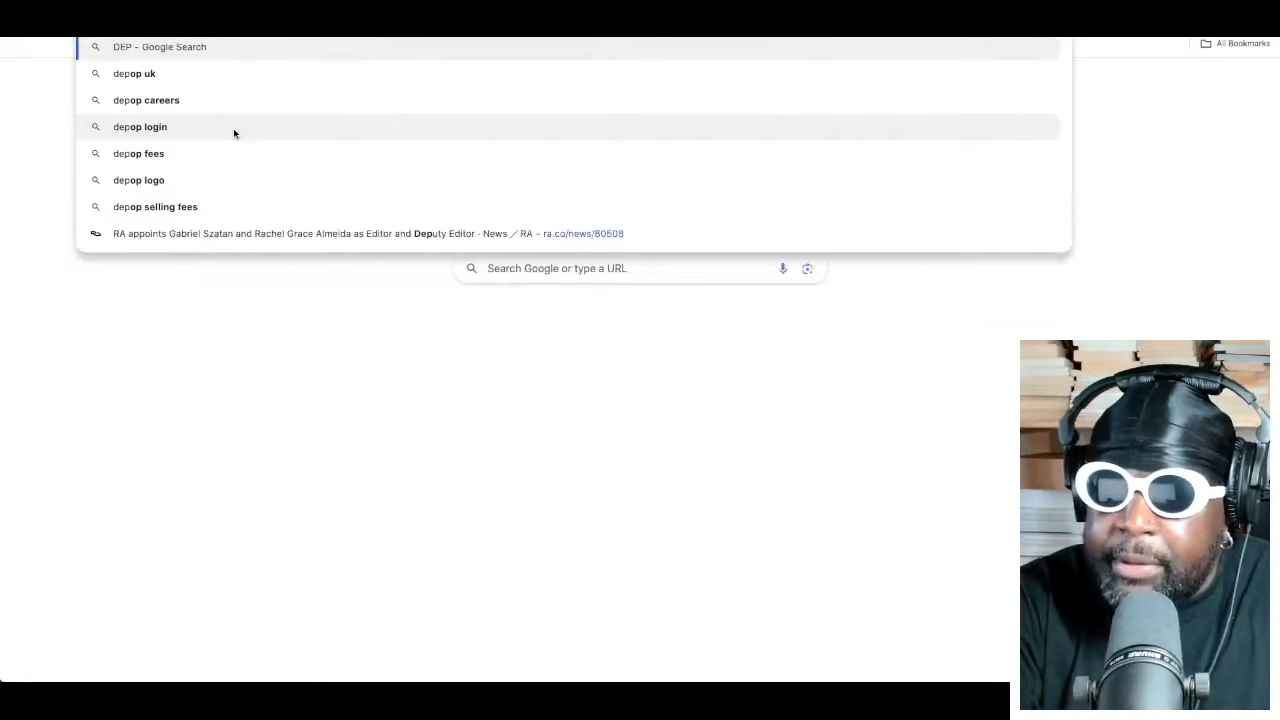 DEP - Google Search
All Bookmarks
depop uk
depop careers
depop login
depop fees
depop logo
depop selling fees
RA appoints Gabriel Szatan and Rachel Grace Almeida as Editor and Deputy Editor · News ⁄ RA - ra.co/news/80508
Search Google or type a URL
SHURE